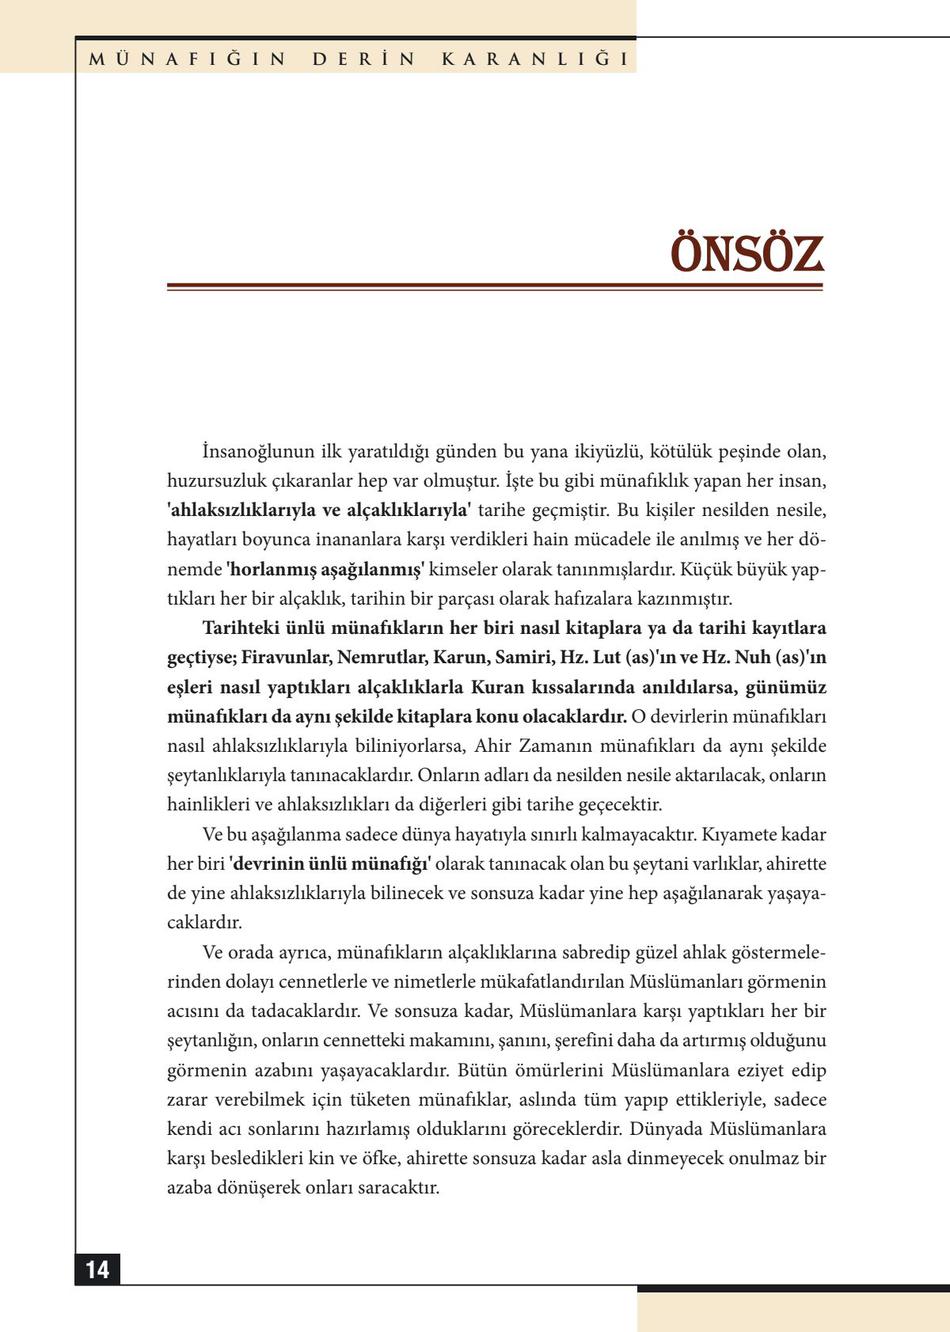 MÜNAFIĞIN DERİN KARANLIĞI
ÖNSÖZ
İnsanoğlunun ilk yaratıldığı günden bu yana ikiyüzlü, kötülük peşinde olan,
huzursuzluk çıkaranlar hep var olmuştur. İşte bu gibi münafıklık yapan her insan,
'ahlaksızlıklarıyla ve alçaklıklarıyla' tarihe geçmiştir. Bu kişiler nesilden nesile,
hayatları boyunca inananlara karşı verdikleri hain mücadele ile anılmış ve her dö-
nemde 'horlanmış aşağılanmış' kimseler olarak tanınmışlardır. Küçük büyük yap-
tıkları her bir alçaklık, tarihin bir parçası olarak hafızalara kazınmıştır.
Tarihteki ünlü münafıkların her biri nasıl kitaplara ya da tarihi kayıtlara
geçtiyse; Firavunlar, Nemrutlar, Karun, Samiri, Hz. Lut (as)'ın ve Hz. Nuh (as)'ın
eşleri nasıl yaptıkları alçaklıklarla Kuran kıssalarında anıldılarsa, günümüz
münafıkları da aynı şekilde kitaplara konu olacaklardır. O devirlerin münafıkları
nasıl ahlaksızlıklarıyla biliniyorlarsa, Ahir Zamanın münafıkları da aynı şekilde
şeytanlıklarıyla tanınacaklardır. Onların adları da nesilden nesile aktarılacak, onların
hainlikleri ve ahlaksızlıkları da diğerleri gibi tarihe geçecektir.
Ve bu aşağılanma sadece dünya hayatıyla sınırlı kalmayacaktır. Kıyamete kadar
her biri 'devrinin ünlü münafığı' olarak tanınacak olan bu şeytani varlıklar, ahirette
de yine ahlaksızlıklarıyla bilinecek ve sonsuza kadar yine hep aşağılanarak yaşaya-
caklardır.
Ve orada ayrıca, münafıkların alçaklıklarına sabredip güzel ahlak göstermele-
rinden dolayı cennetlerle ve nimetlerle mükafatlandırılan Müslümanları görmenin
acısını da tadacaklardır. Ve sonsuza kadar, Müslümanlara karşı yaptıkları her bir
şeytanlığın, onların cennetteki makamını, şanını, şerefini daha da artırmış olduğunu
görmenin azabını yaşayacaklardır. Bütün ömürlerini Müslümanlara eziyet edip
zarar verebilmek için tüketen münafıklar, aslında tüm yapıp ettikleriyle, sadece
kendi acı sonlarını hazırlamış olduklarını göreceklerdir. Dünyada Müslümanlara
karşı besledikleri kin ve öfke, ahirette sonsuza kadar asla dinmeyecek onulmaz bir
azaba dönüşerek onları saracaktır.
14